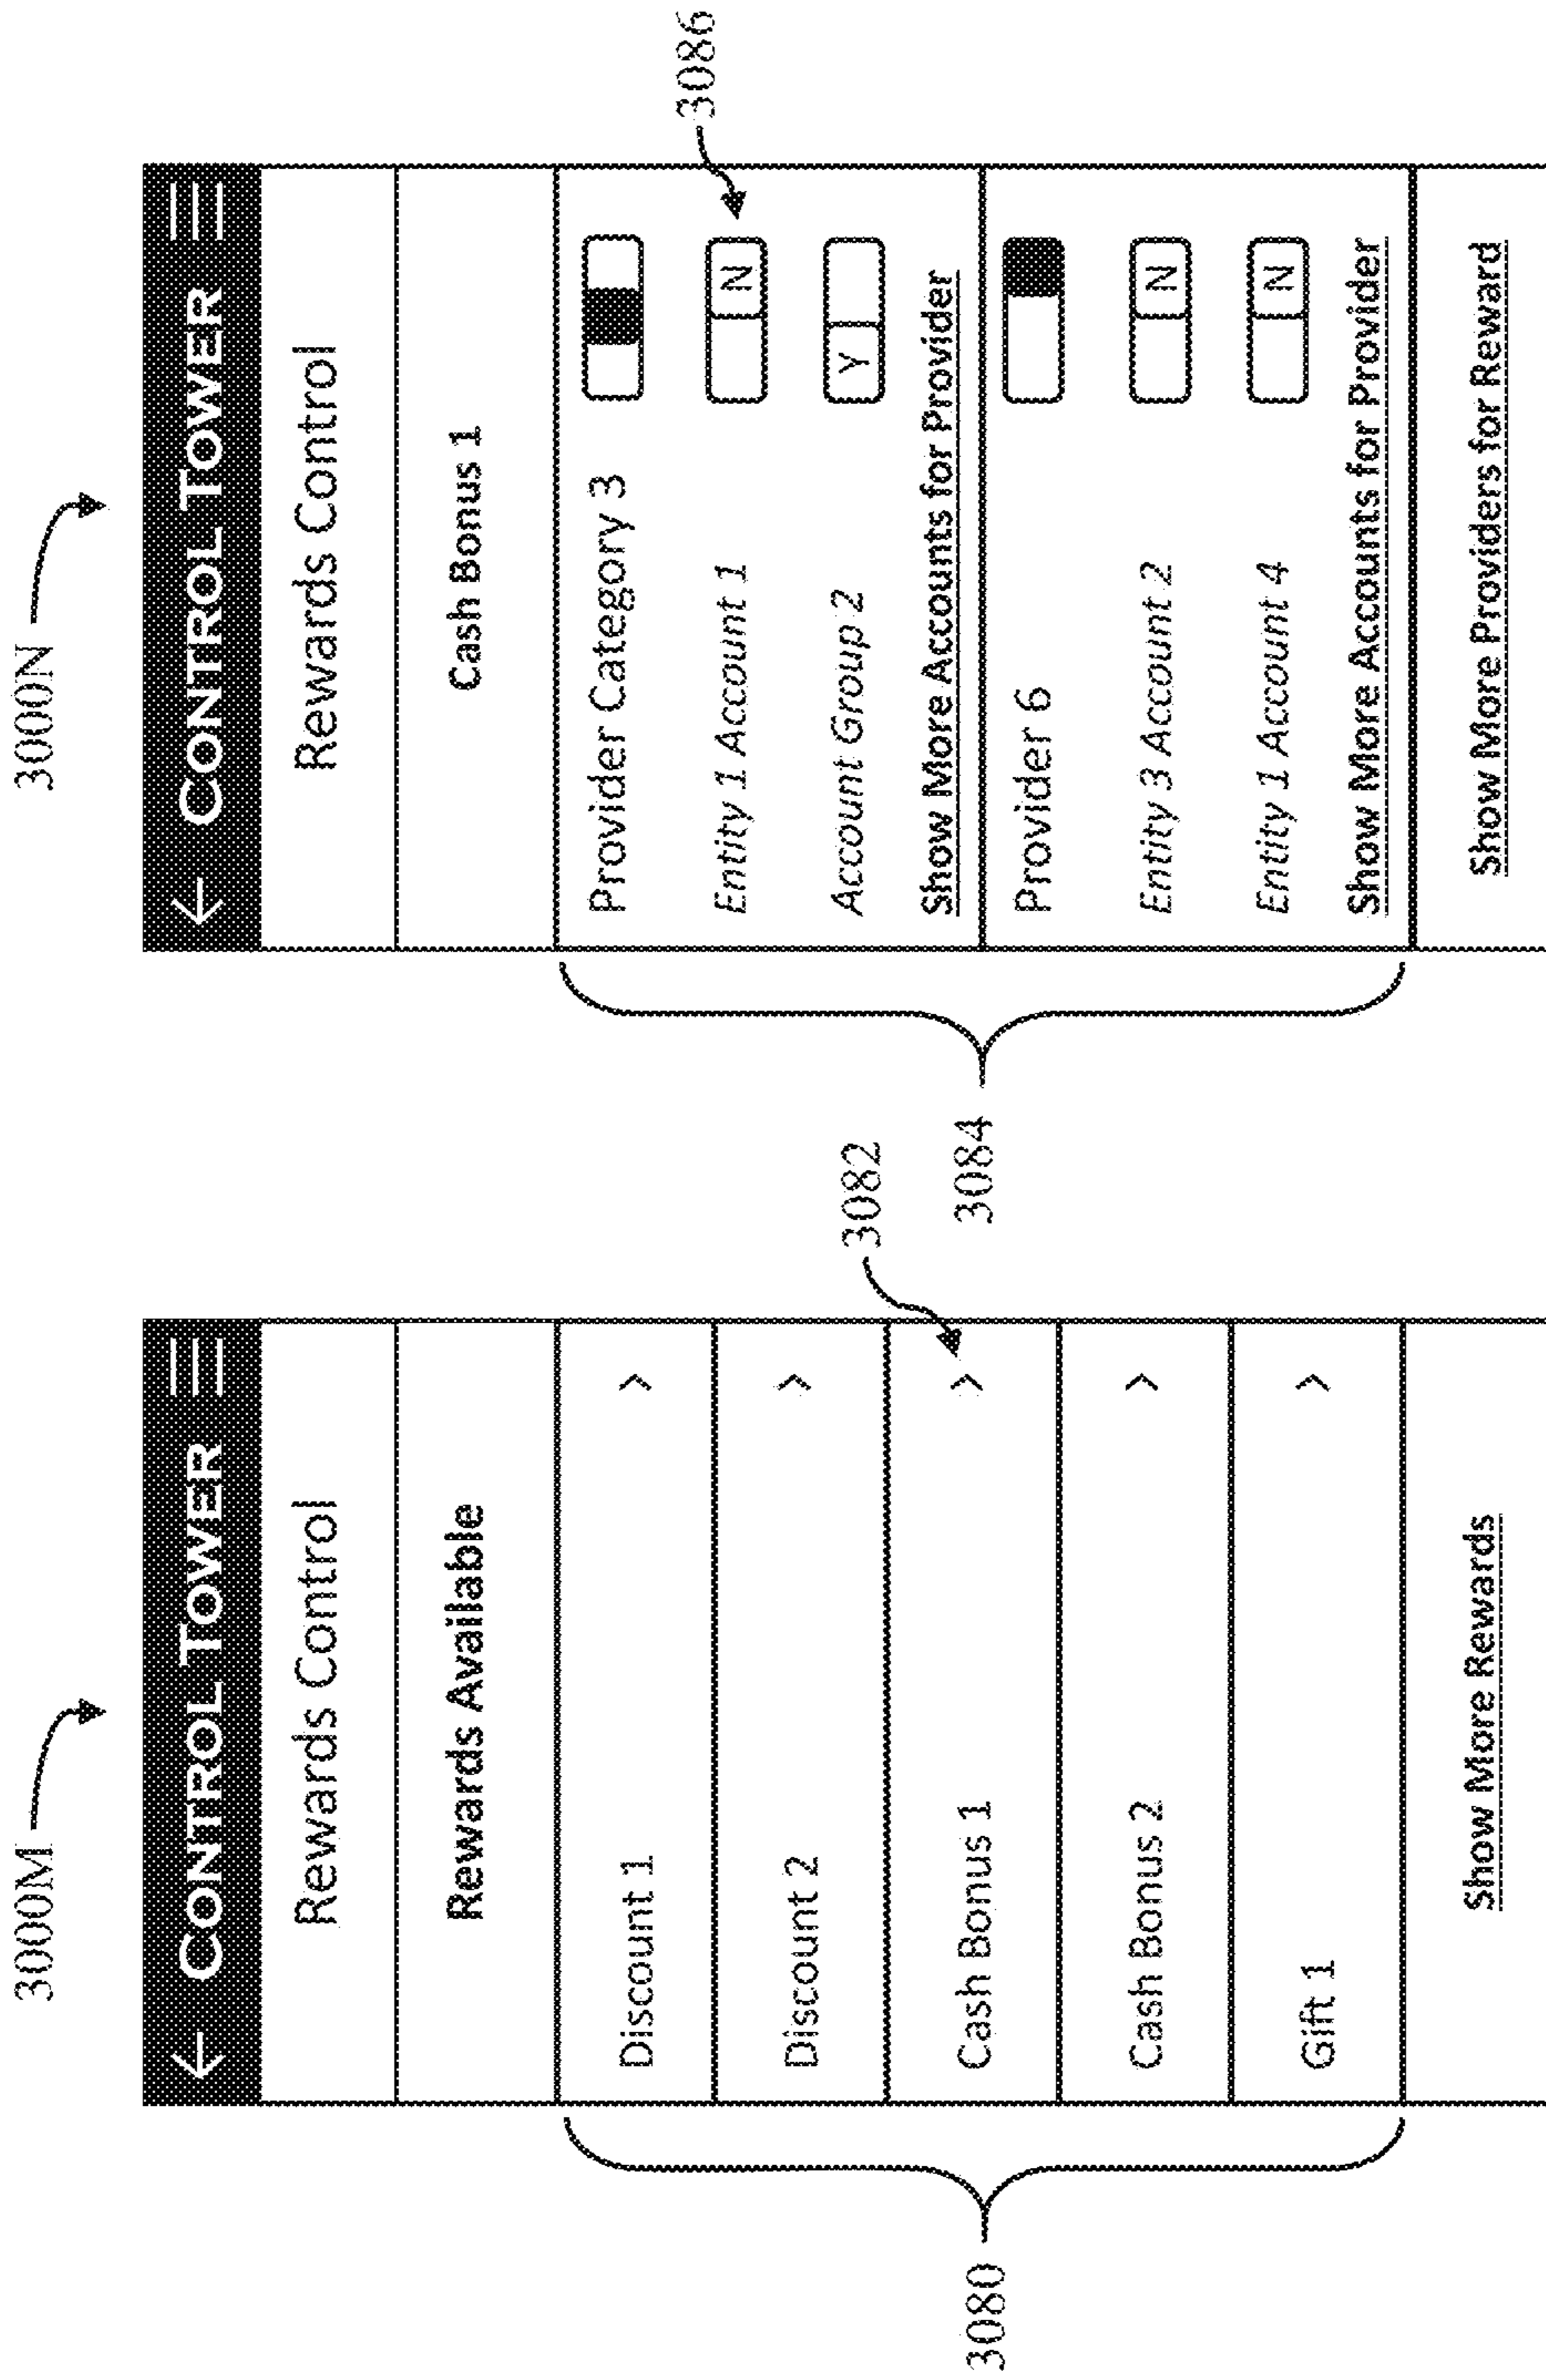 3000M
← CONTROL TOWER
Rewards Control
Rewards Available
Discount 1 >
Discount 2 >
Cash Bonus 1 >
Cash Bonus 2 >
Gift 1 >
Show More Rewards
3080
3082
3000N
← CONTROL TOWER
Rewards Control
Cash Bonus 1
Provider Category 3
Entity 1 Account 1 N
Account Group 2 Y
Show More Accounts for Provider
Provider 6
Entity 3 Account 2 N
Entity 1 Account 4 N
Show More Accounts for Provider
Show More Providers for Reward
3084
3086